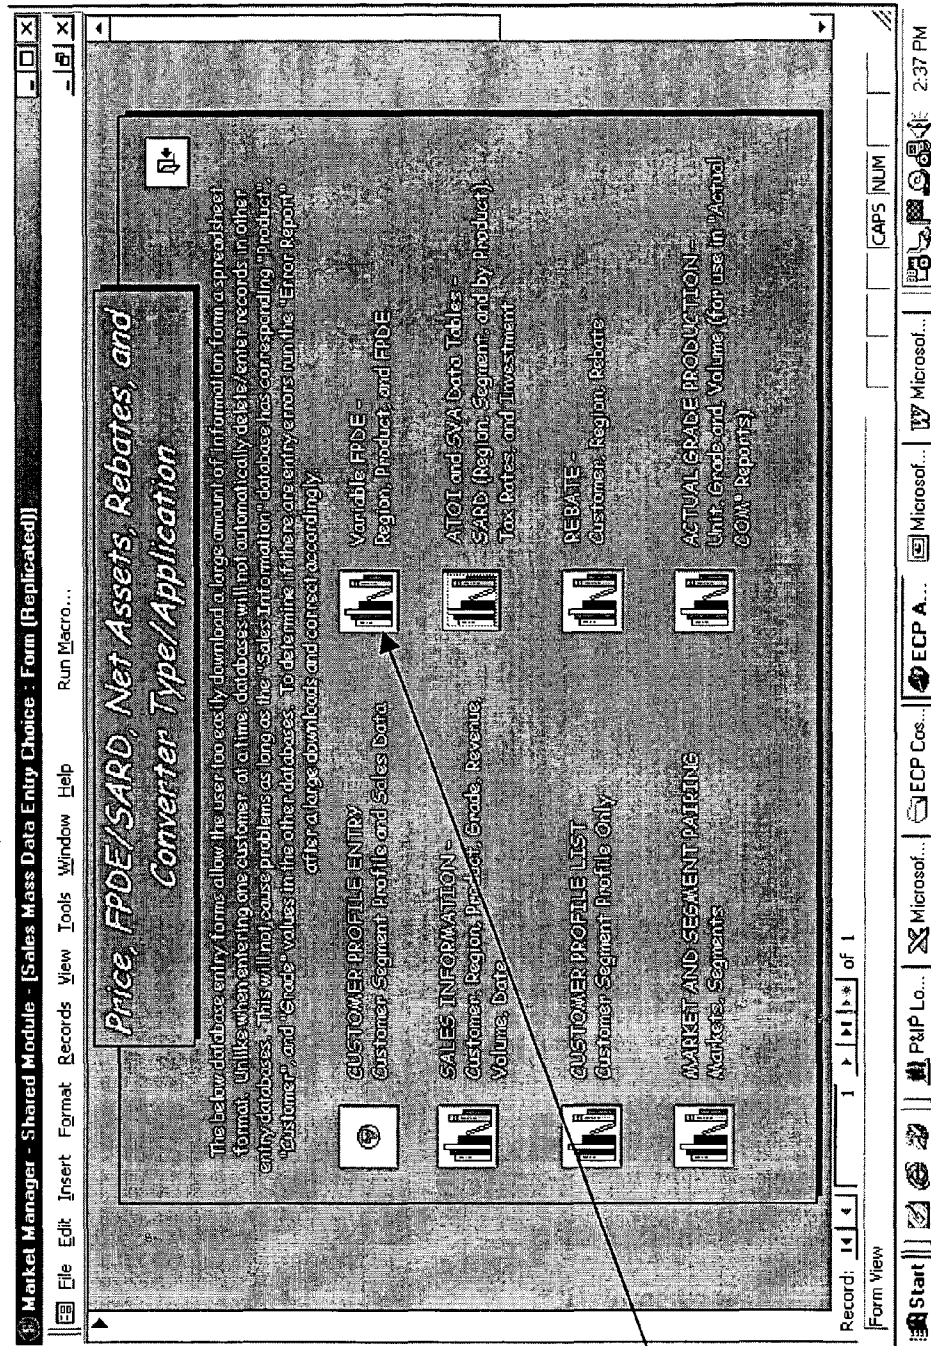 Market Manager - Shared Module - [Sales Mass Data Entry Choice : Form (Replicated)]
File Edit Insert Format Records View Tools Window Help Run Macro...
Price, FPDE/SARD, Net Assets, Rebates, and
Converter Type/Application
The below database entry forms allow the user too easily download a large amount of information form a spreadsheet
format. Unlike when entering one customer at a time databases will not automatically delete/enter records in other
entry databases. This will not cause problems as long as the "Sales Information" database has corresponding "Product",
"Customer", and "Grade" values in the other databases. To determine if there are entry errors run the "Error Report"
after a large downloads and correct accordingly.
CUSTOMER PROFILE ENTRY
Customer Segment Profile and Sales Data
SALES INFORMATION -
Customer, Region, Product, Grade, Revenue,
Volume, Date
CUSTOMER PROFILE LIST
Customer Segment Profile Only
MARKET AND SEGMENT PAIRING
Markets, Segments
Variable FPDE -
Region, Product, and FPDE
ATOI and SVA Data Tables -
SARD (Region, Segment, and by Product),
Tax Rates, and Investment
REBATE -
Customer, Region, Rebate
ACTUAL GRADE PRODUCTION -
Unit, Grade and, Volume (for use in "Actual
COM" Reports)
Record: 1 of 1
Form View CAPS NUM
Start P&IP Lo... Microsof... ECP Cos... ECP A... Microsof... Microsof... 2:37 PM